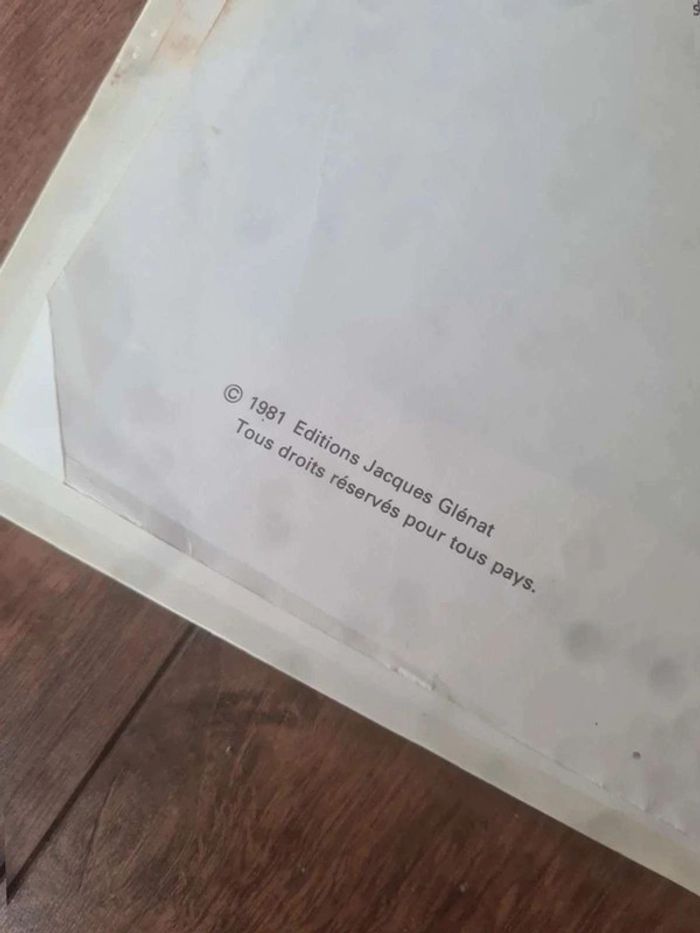 © 1981 Editions Jacques Glénat
Tous droits réservés pour tous pays.